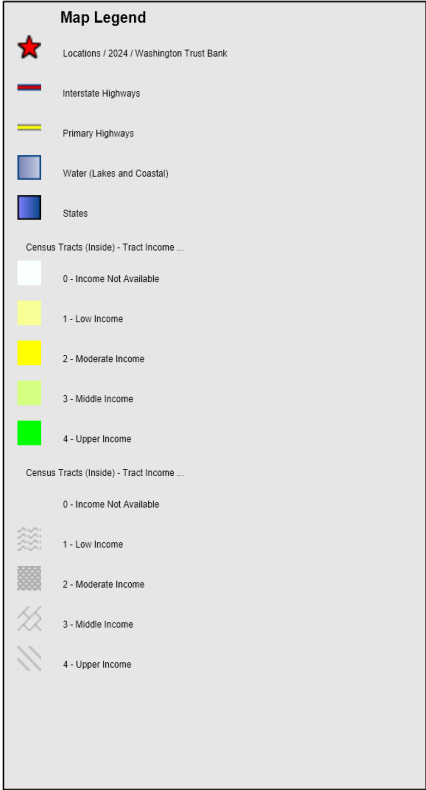 Map Legend
Locations / 2024 / Washington Trust Bank
Interstate Highways
Primary Highways
Water (Lakes and Coastal)
States
Census Tracts (Inside) - Tract Income ...
0 - Income Not Available
1 - Low Income
2 - Moderate Income
3 - Middle Income
4 - Upper Income
Census Tracts (Inside) - Tract Income ...
0 - Income Not Available
1 - Low Income
2 - Moderate Income
3 - Middle Income
4 - Upper Income